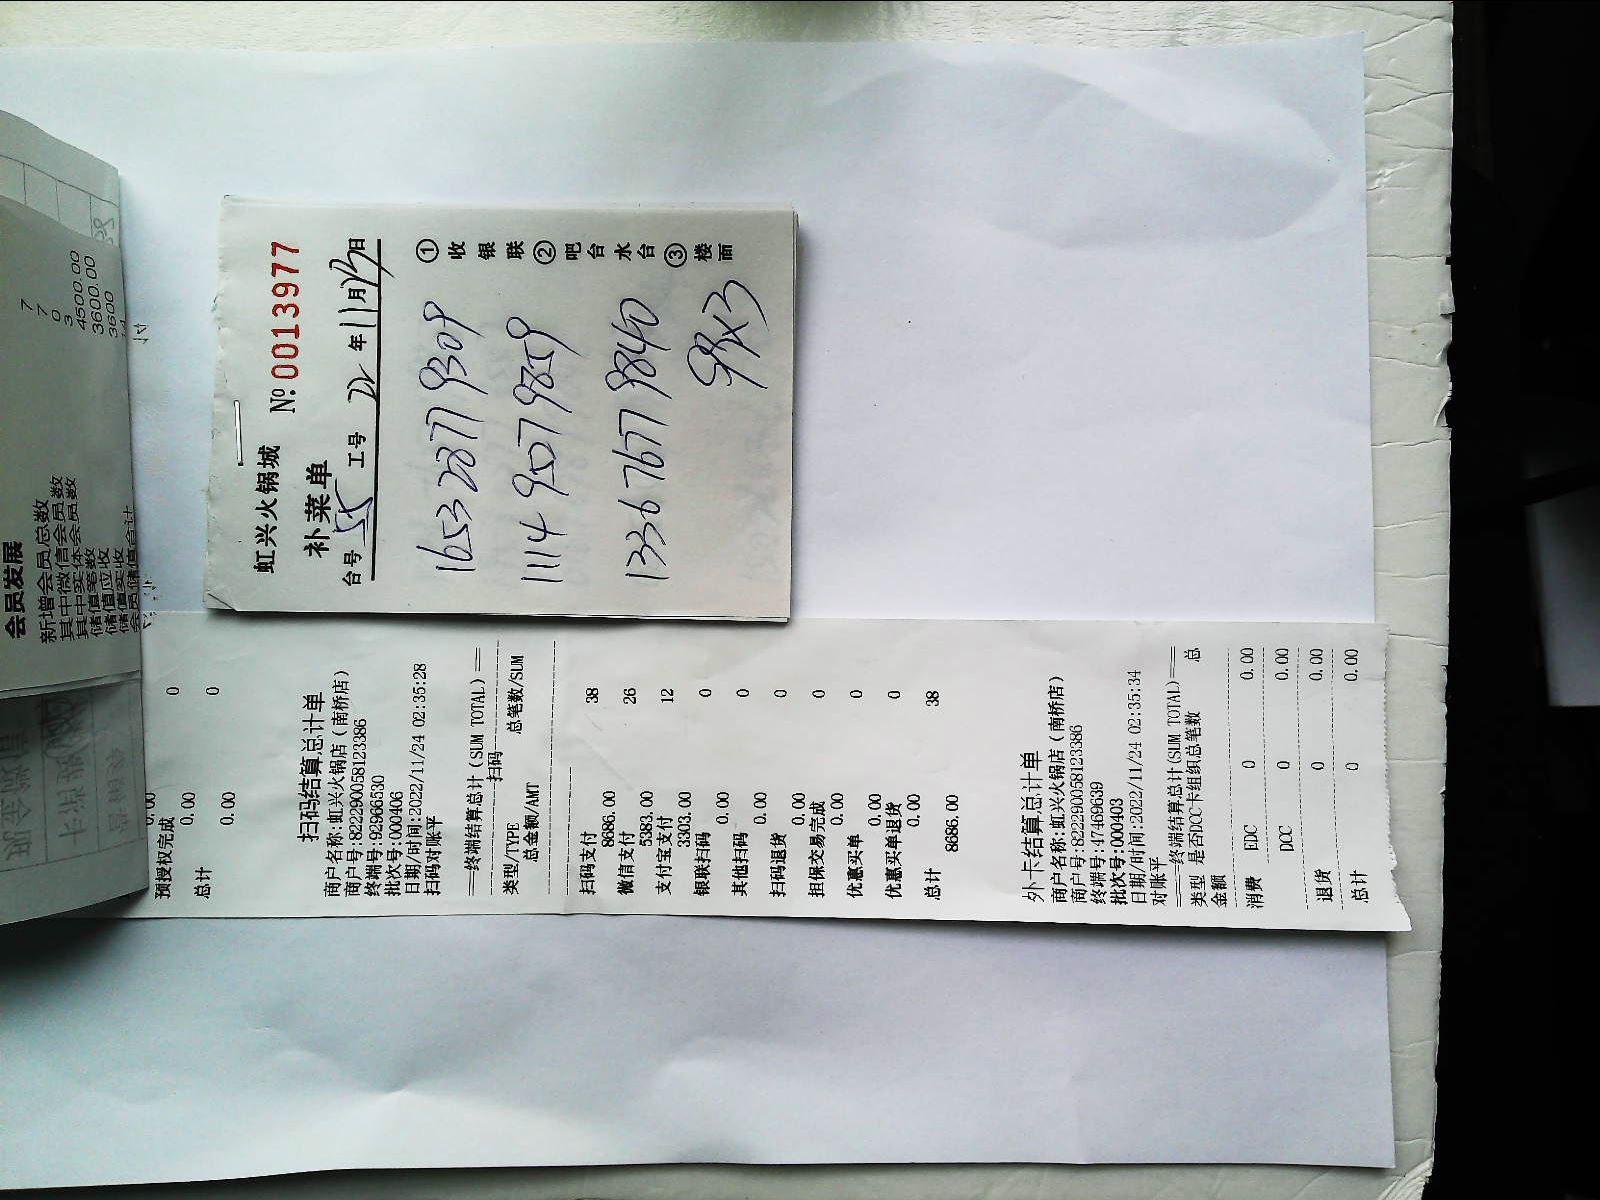 会员发展
新增会员总数 7
其中微信会员数 7
其中实体会员数 0
储值笔数 3
储值应收 4500.00
储值实收 3600.00
会员储值合计 3600
虹兴火锅城
补菜单 № 0013977
台号 55 工号 22 年 11 月 23 日
1653 2377 9309
1114 9507 9859
1336 7677 9840
98x3
①收银联②吧台水台③楼面
0.00
预授权完成 0
0.00
总计 0
0.00
扫码结算总计单
商户名称:虹兴火锅店(南桥店)
商户号:822290058123386
终端号:92966530
批次号:000406
日期/时间:2022/11/24 02:35:28
扫码对账平
==终端结算总计(SUM TOTAL)==
扫码
类型/TYPE 总笔数/SUM
总金额/AMT
扫码支付 38
8686.00
微信支付 26
5383.00
支付宝支付 12
3303.00
银联扫码 0
0.00
其他扫码 0
0.00
扫码退货 0
0.00
担保交易完成 0
0.00
优惠买单 0
0.00
优惠买单退货 0
0.00
总计 38
8686.00
外卡结算总计单
商户名称:虹兴火锅店(南桥店)
商户号:822290058123386
终端号:47469639
批次号:000403
日期/时间:2022/11/24 02:35:34
对账平
===终端结算总计(SUM TOTAL)===
类型 是否DCC卡组织总笔数 总
金额
消费 EDC 0 0.00
DCC 0 0.00
退货 0 0.00
总计 0 0.00